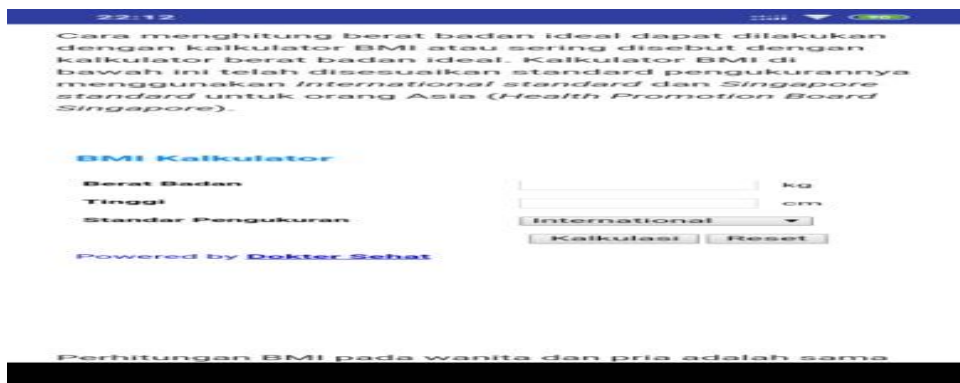 22:12
Cara menghitung berat badan ideal dapat dilakukan
dengan kalkulator BMI atau sering disebut dengan
kalkulator berat badan ideal. Kalkulator BMI di
bawah ini telah disesuaikan standard pengukurannya
menggunakan International standard dan Singapore
standard untuk orang Asia (Health Promotion Board
Singapore).
BMI Kalkulator
Berat Badan kg
Tinggi cm
Standar Pengukuran International
Kalkulasi Reset
Powered by Dokter Sehat
Perhitungan BMI pada wanita dan pria adalah sama